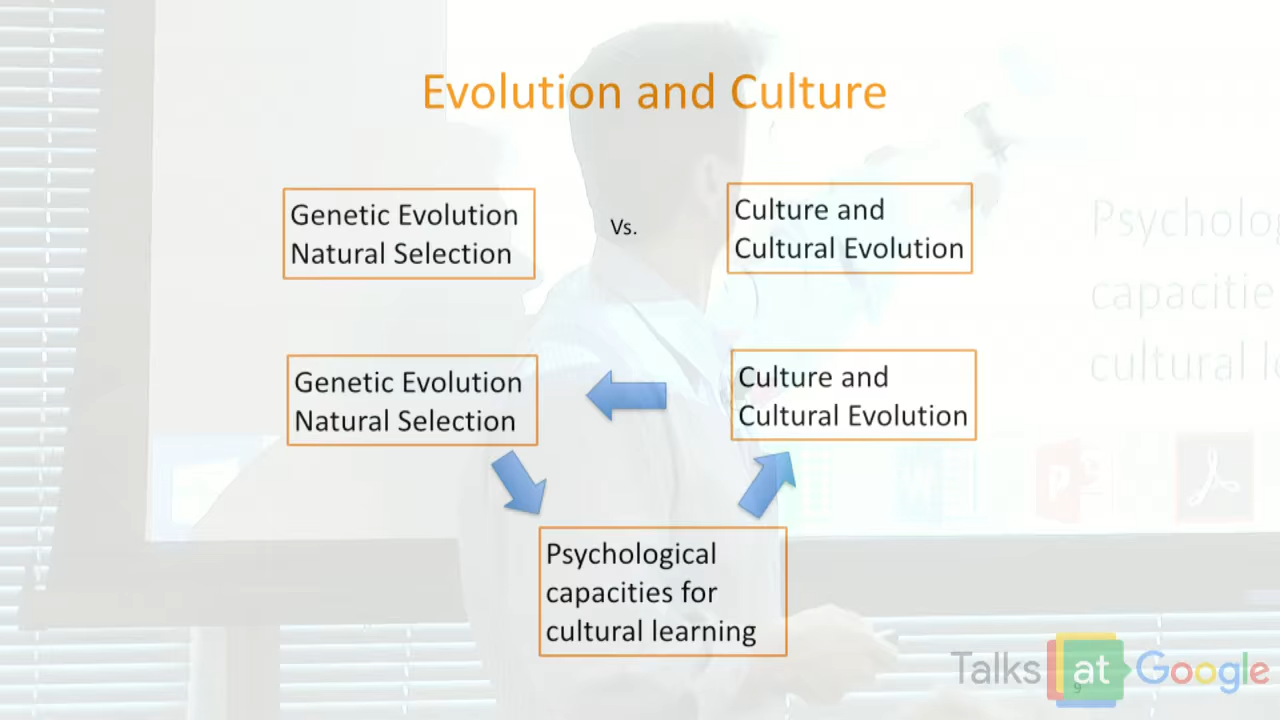 Evolution and Culture
Genetic Evolution
Natural Selection
Vs.
Culture and
Cultural Evolution
Genetic Evolution
Natural Selection
Culture and
Cultural Evolution
Psychological
capacities for
cultural learning
Talks at Google
9